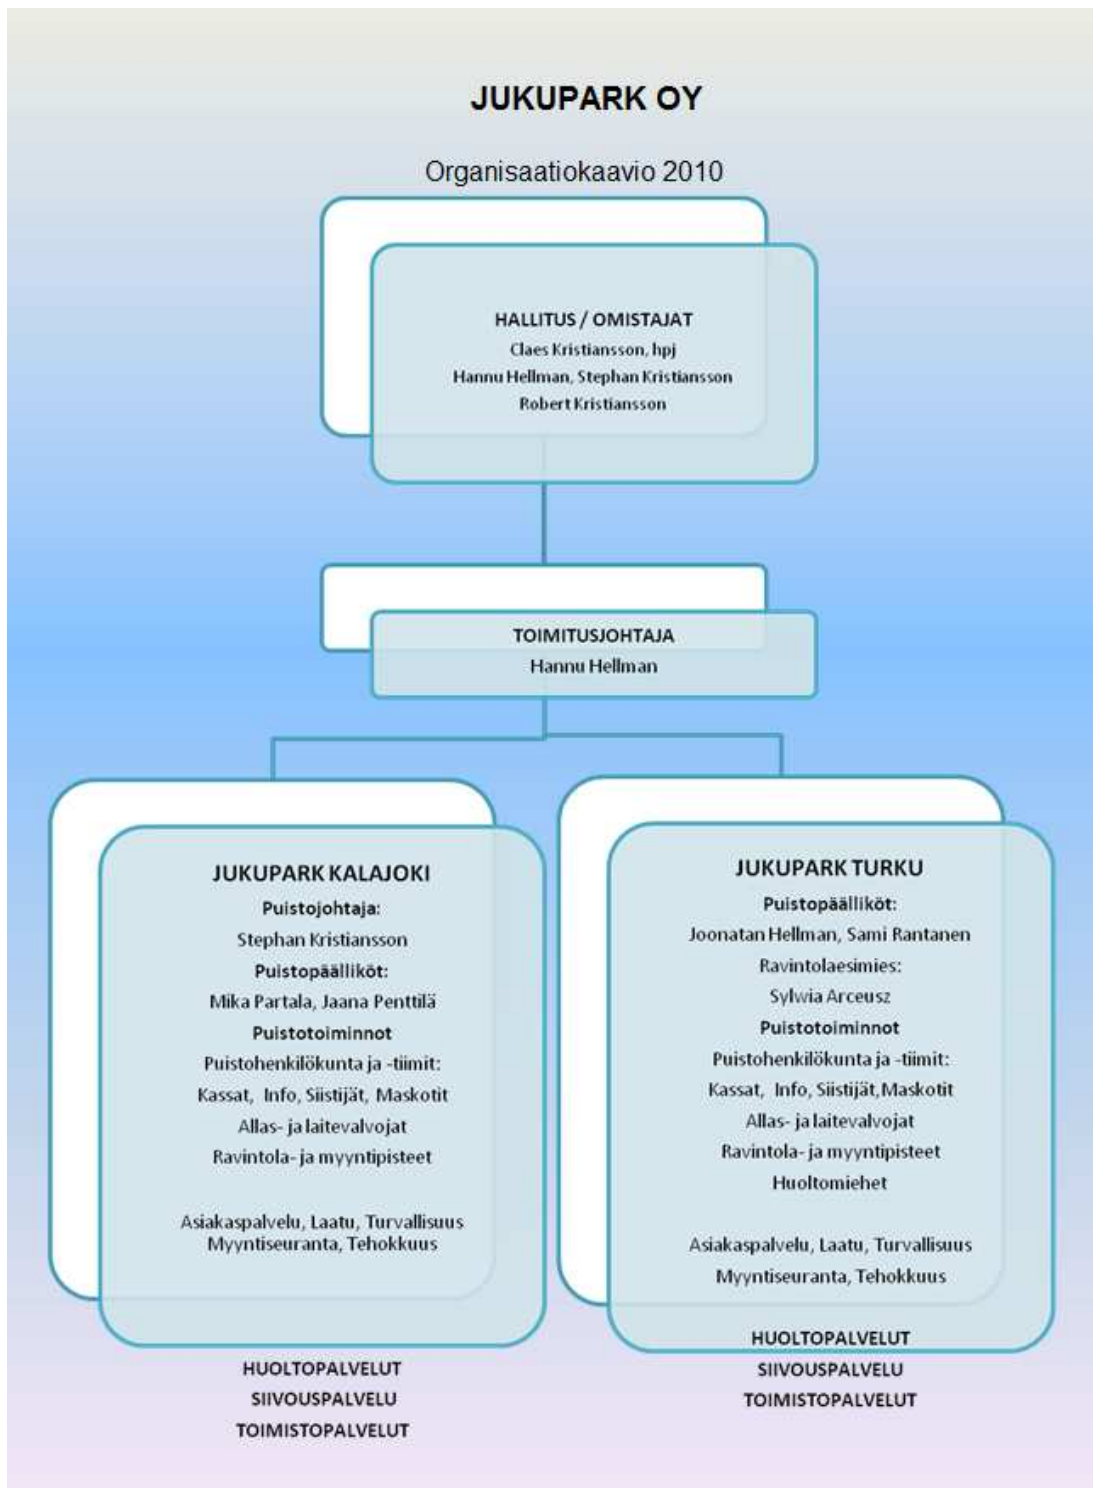 JUKUPARK OY
Organisaatiokaavio 2010
HALLITUS / OMISTAJAT
Claes Kristiansson, hpj
Hannu Hellman, Stephan Kristiansson
Robert Kristiansson
TOIMITUSJOHTAJA
Hannu Hellman
JUKUPARK KALAJOKI
Puistojohtaja:
Stephan Kristiansson
Puistopäälliköt:
Mika Partala, Jaana Penttilä
Puistotoiminnot
Puistohenkilökunta ja -tiimit:
Kassat, Info, Siistijät, Maskotit
Allas- ja laitevalvojat
Ravintola- ja myyntipisteet
Asiakaspalvelu, Laatu, Turvallisuus
Myyntiseuranta, Tehokkuus
HUOLTOPALVELUT
SIIVOUSPALVELU
TOIMISTOPALVELUT
JUKUPARK TURKU
Puistopäälliköt:
Joonatan Hellman, Sami Rantanen
Ravintolaesimies:
Sylwia Arceusz
Puistotoiminnot
Puistohenkilökunta ja -tiimit:
Kassat, Info, Siistijät, Maskotit
Allas- ja laitevalvojat
Ravintola- ja myyntipisteet
Huoltomiehet
Asiakaspalvelu, Laatu, Turvallisuus
Myyntiseuranta, Tehokkuus
HUOLTOPALVELUT
SIIVOUSPALVELU
TOIMISTOPALVELUT